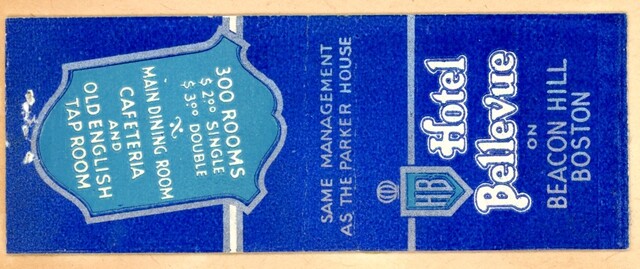 Hotel
Bellevue
ON
BEACON HILL
BOSTON
HB
SAME MANAGEMENT
AS THE PARKER HOUSE
300 ROOMS
$2.00 SINGLE
$3.00 DOUBLE
MAIN DINING ROOM
CAFETERIA
AND
OLD ENGLISH
TAP ROOM